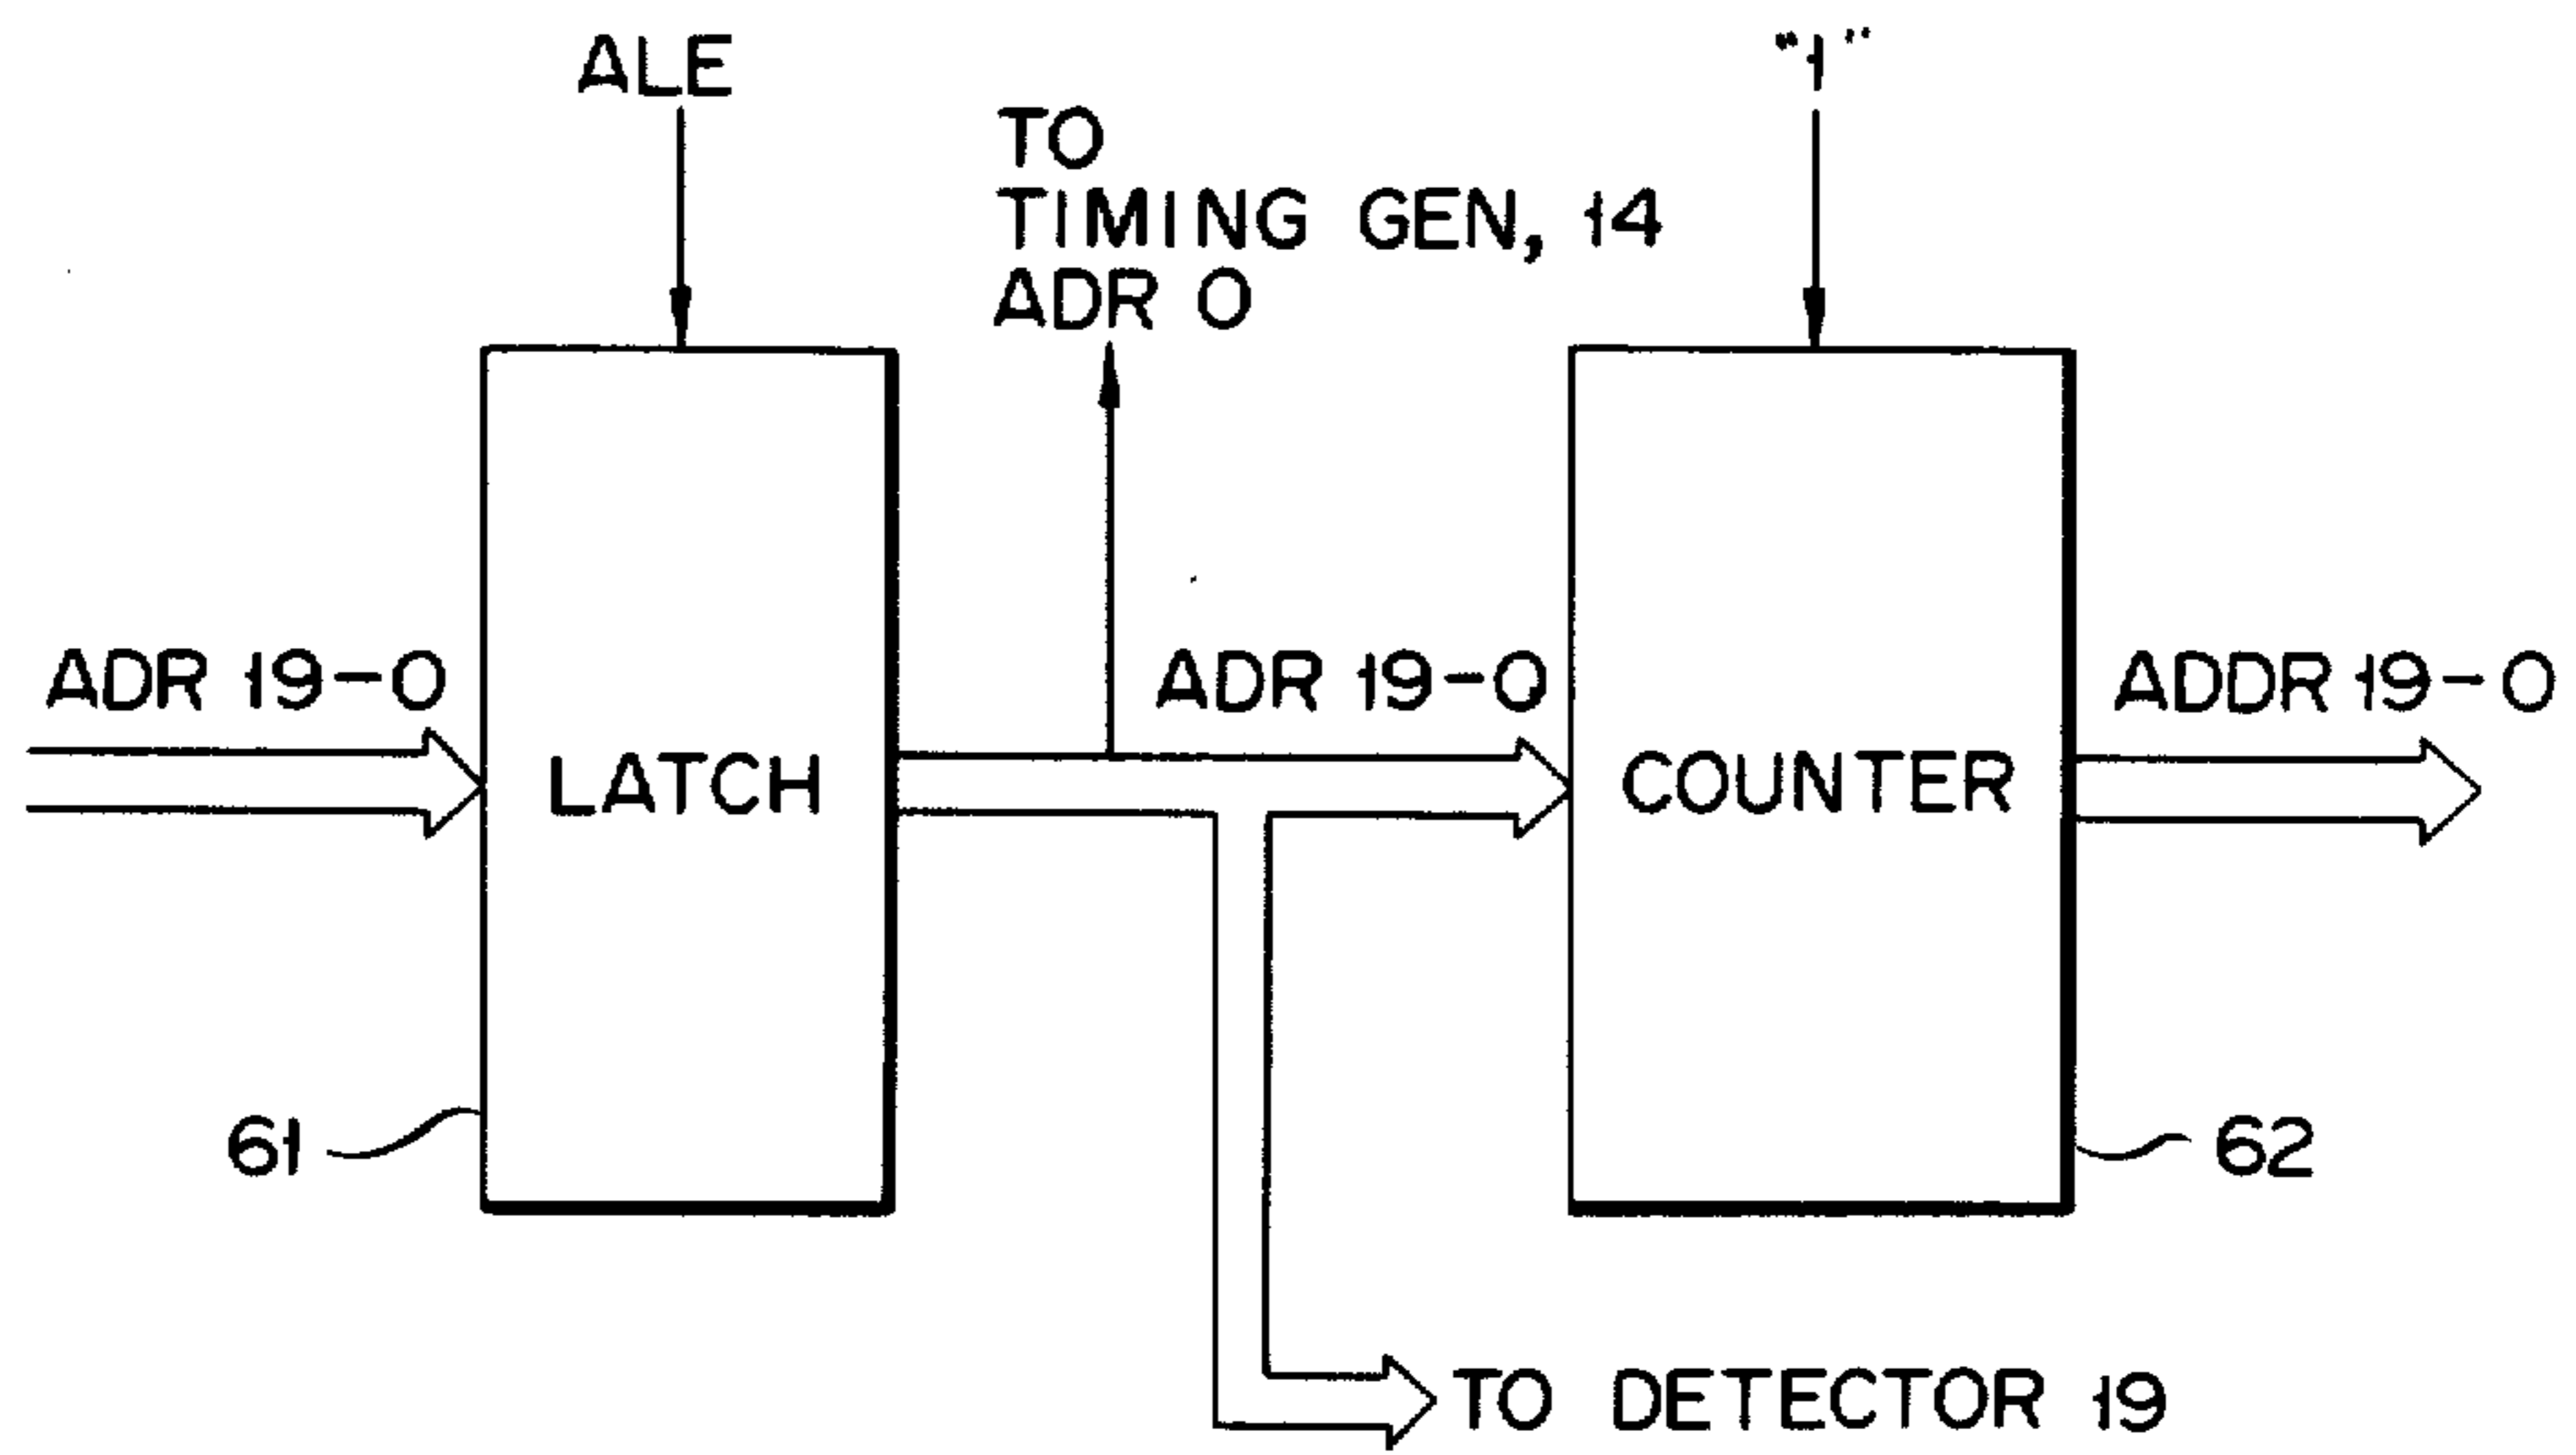 ALE
"1"
TO
TIMING GEN, 14
ADR 0
ADR 19-0
ADR 19-0
ADDR 19-0
LATCH
COUNTER
61
62
TO DETECTOR 19